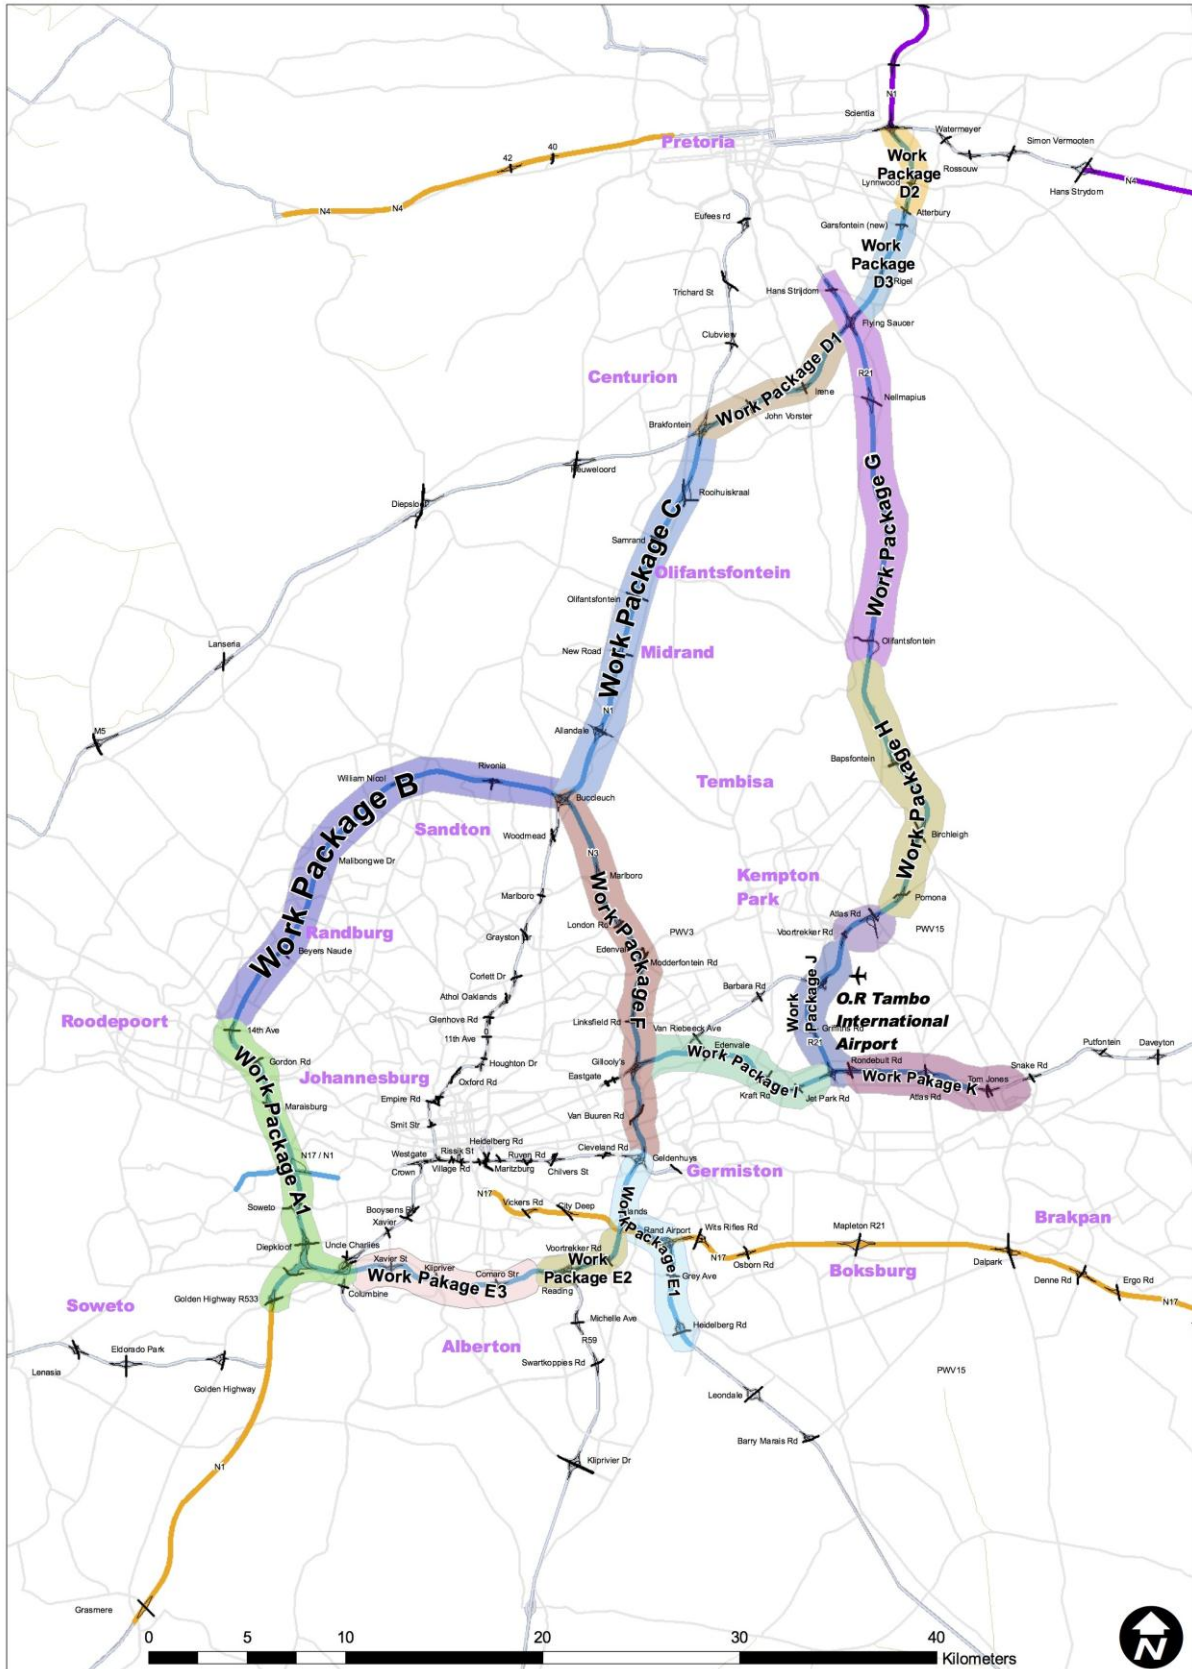 N1
Scientia
Watermeyer
Simon Vermooten
42
40
Pretoria
Work
Package
D2
Lynnwood
Rossouw
Hans Strydom
N4
N4
N4
Atterbury
Eufees rd
Garsfontein (new)
Work
Package
D3
Rigel
Trichard St
Hans Strijdom
Flying Saucer
Clubview
Work Package D1
R21
Centurion
Irene
Nellmapius
John Vorster
Brakfontein
Heuweloord
Rooihuiskraal
Work Package G
Diepsloot
Work Package C
Samrand
Olifantsfontein
Olifantsfontein
Olifantsfontein
Lanseria
New Road
Midrand
N1
M5
Allandale
Work Package H
Bapsfontein
Rivonia
William Nicol
Tembisa
Work Package B
Buccleuch
Sandton
Woodmead
Birchleigh
N3
Malibongwe Dr
Marlboro
Kempton
Park
Marlboro
Work Package F
Pomona
Atlas Rd
London Rd
Voortrekker Rd
PWV15
Randburg
Grayston Dr
PWV3
Edenvale
Beyers Naude
Modderfontein Rd
Corlett Dr
Work
Package J
Barbara Rd
Athol Oaklands
O.R Tambo
International
Airport
Roodepoort
Glenhove Rd
Linksfield Rd
Van Riebeeck Ave
Griffiths Rd
14th Ave
11th Ave
R21
Putfontein
Daveyton
Edenvale
Work Package A1
Gordon Rd
Houghton Dr
Gillooly's
Work Package I
Rondebult Rd
Snake Rd
Johannesburg
Oxford Rd
Eastgate
Work Pakage K
Tom Jones
Kraft Rd
Jet Park Rd
Atlas Rd
Maraisburg
Empire Rd
Smit Str
Van Buuren Rd
Heidelberg Rd
N17 / N1
Westgate
Rissik St
Ruven Rd
Cleveland Rd
Geldenhuys
Crown
Village Rd
Maritzburg
Chilvers St
Germiston
N17
Vickers Rd
City Deep
Soweto
Booysens Rd
Work Package E1
Xavier
Rand Airport
Wits Rifles Rd
Mapleton R21
Brakpan
Diepkloof
Uncle Charlies
Voortrekker Rd
Work
Package E2
N17
Osborn Rd
Dalpark
Xavier St
Klipriver
Comaro Str
Work Pakage E3
Grey Ave
Boksburg
Denne Rd
Ergo Rd
N17
Golden Highway R533
Columbine
Reading
Soweto
Michelle Ave
Heidelberg Rd
Alberton
R59
Eldorado Park
Swartkoppies Rd
Lenasia
PWV15
Golden Highway
Leondale
Barry Marais Rd
Kliprivier Dr
N1
Grasmere
0
5
10
20
30
40
Kilometers
N